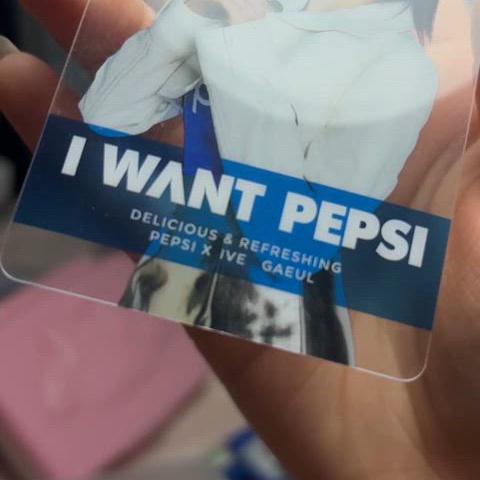 I WANT PEPSI
DELICIOUS & REFRESHING
PEPSI X IVE GAEUL